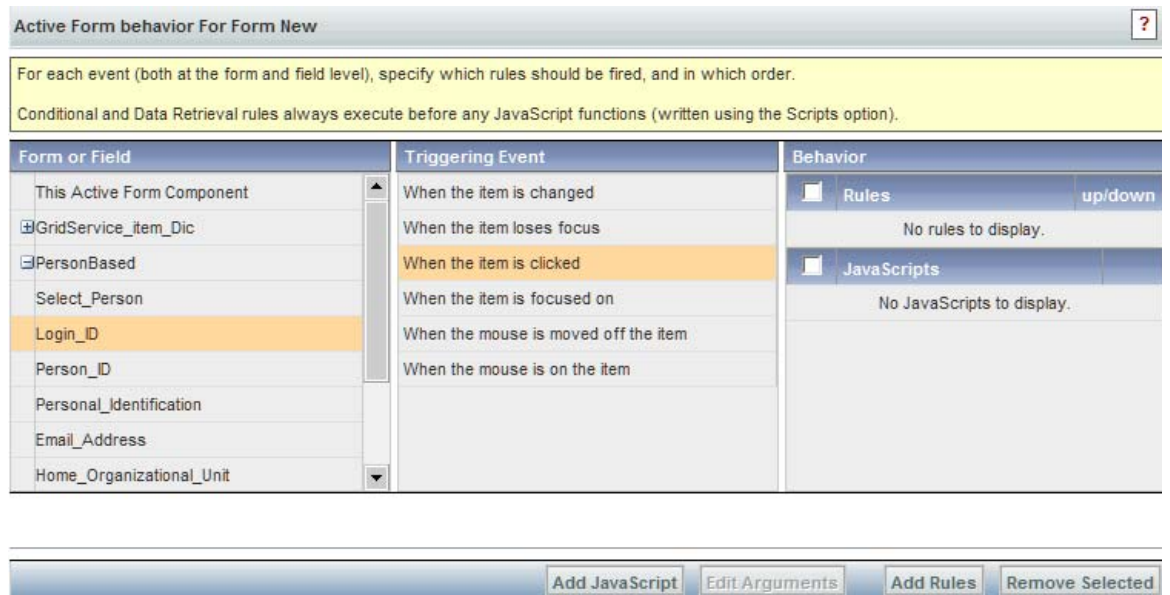 Active Form behavior For Form New
?
For each event (both at the form and field level), specify which rules should be fired, and in which order.
Conditional and Data Retrieval rules always execute before any JavaScript functions (written using the Scripts option).
Form or Field
This Active Form Component
GridService_item_Dic
PersonBased
Select_Person
Login_ID
Person_ID
Personal_Identification
Email_Address
Home_Organizational_Unit
Triggering Event
When the item is changed
When the item loses focus
When the item is clicked
When the item is focused on
When the mouse is moved off the item
When the mouse is on the item
Behavior
Rules up/down
No rules to display.
JavaScripts
No JavaScripts to display.
Add JavaScript Edit Arguments Add Rules Remove Selected